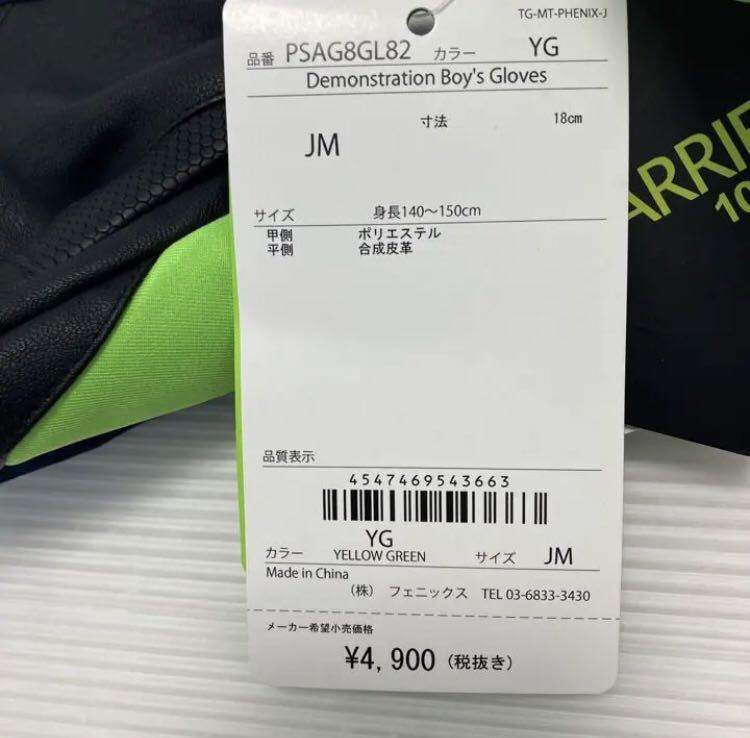 TG-MT-PHENIX-J
品番 PSAG8GL82 カラー YG
Demonstration Boy's Gloves
寸法 18cm
JM
サイズ 身長140～150cm
甲側 ポリエステル
平側 合成皮革
品質表示
4547469543663
YG
カラー YELLOW GREEN サイズ JM
Made in China
（株） フェニックス TEL 03-6833-3430
メーカー希望小売価格
¥4,900（税抜き）
ARRIE
10